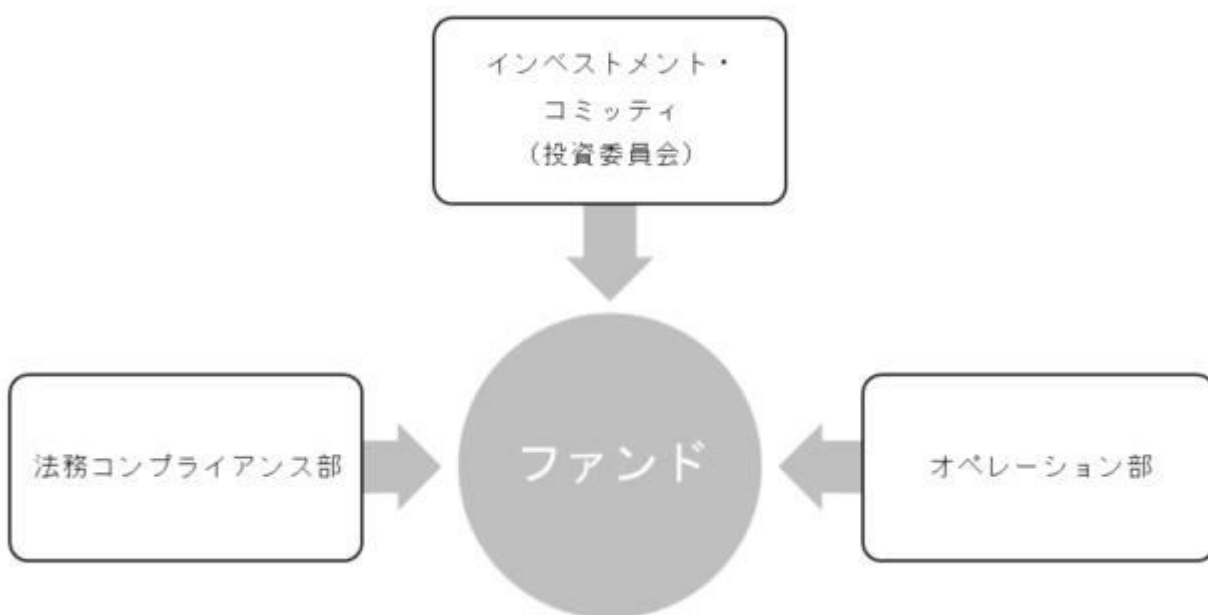 インベストメント・
コミッティ
（投資委員会）
法務コンプライアンス部
ファンド
オペレーション部